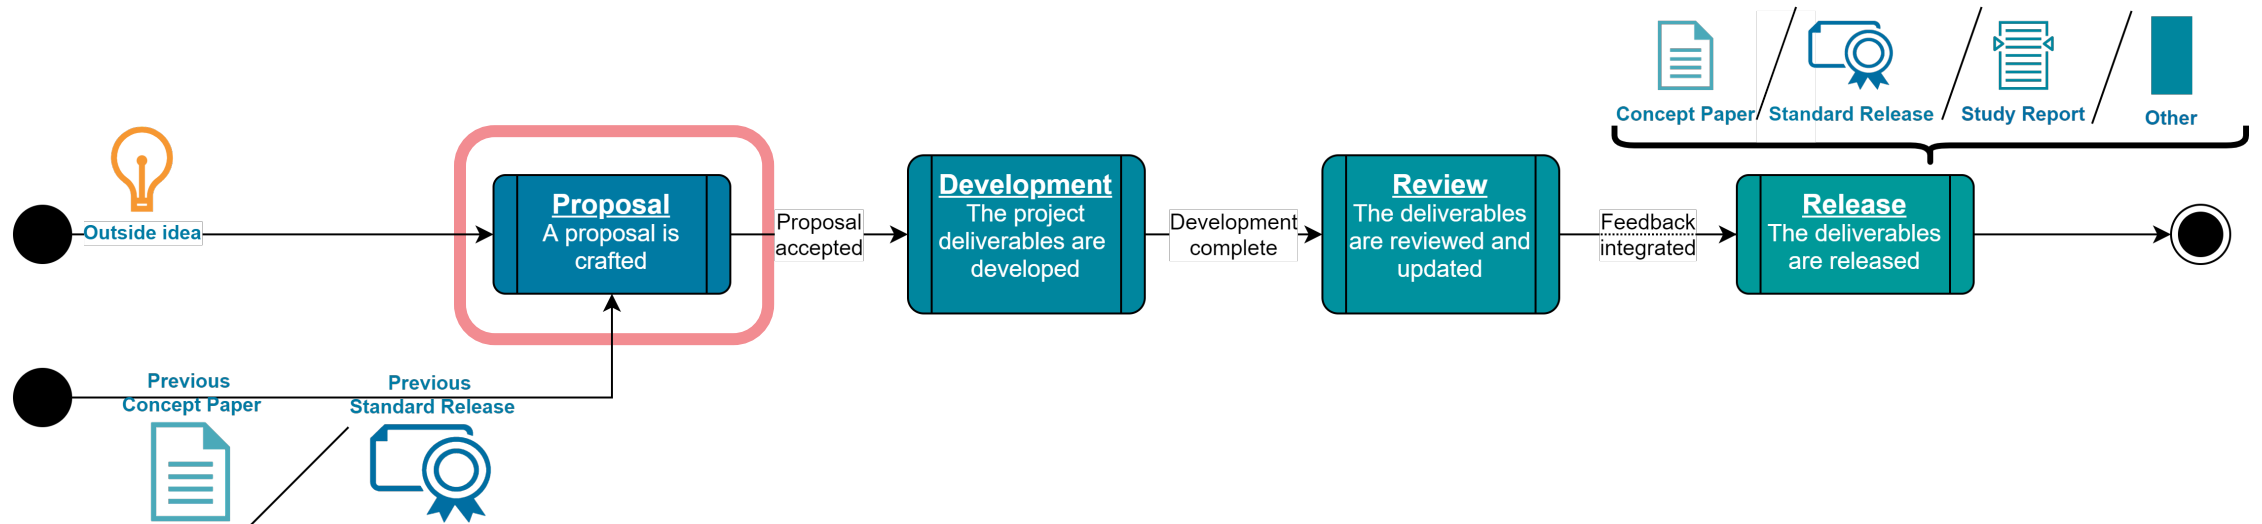 Concept Paper
Standard Release
Study Report
Other
Outside idea
Proposal
A proposal is
crafted
Proposal
accepted
Development
The project
deliverables are
developed
Development
complete
Review
The deliverables
are reviewed and
updated
Feedback
integrated
Release
The deliverables
are released
Previous
Concept Paper
Previous
Standard Release